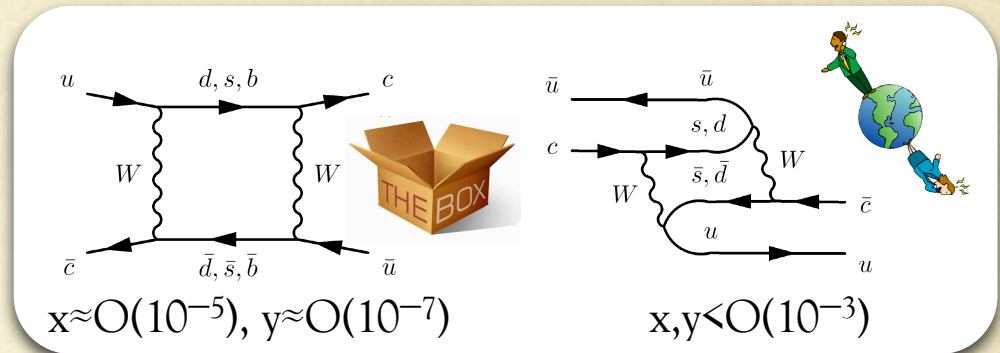 u d, s, b c
W W
THE BOX
c̄ d̄, s̄, b̄ ū
x≈O(10⁻⁵), y≈O(10⁻⁷)
ū ū
s, d
c
s̄, d̄
W W
c̄
u
u
x,y<O(10⁻³)